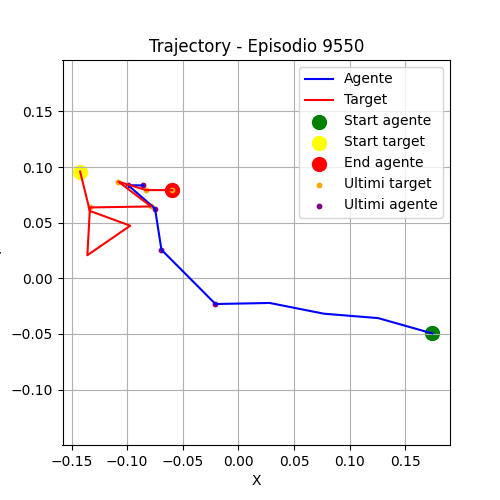 Trajectory - Episodio 9550
Agente
Target
Start agente
Start target
End agente
Ultimi target
Ultimi agente
0.15
0.10
0.05
0.00
−0.05
−0.10
−0.15
−0.10
−0.05
0.00
0.05
0.10
0.15
X